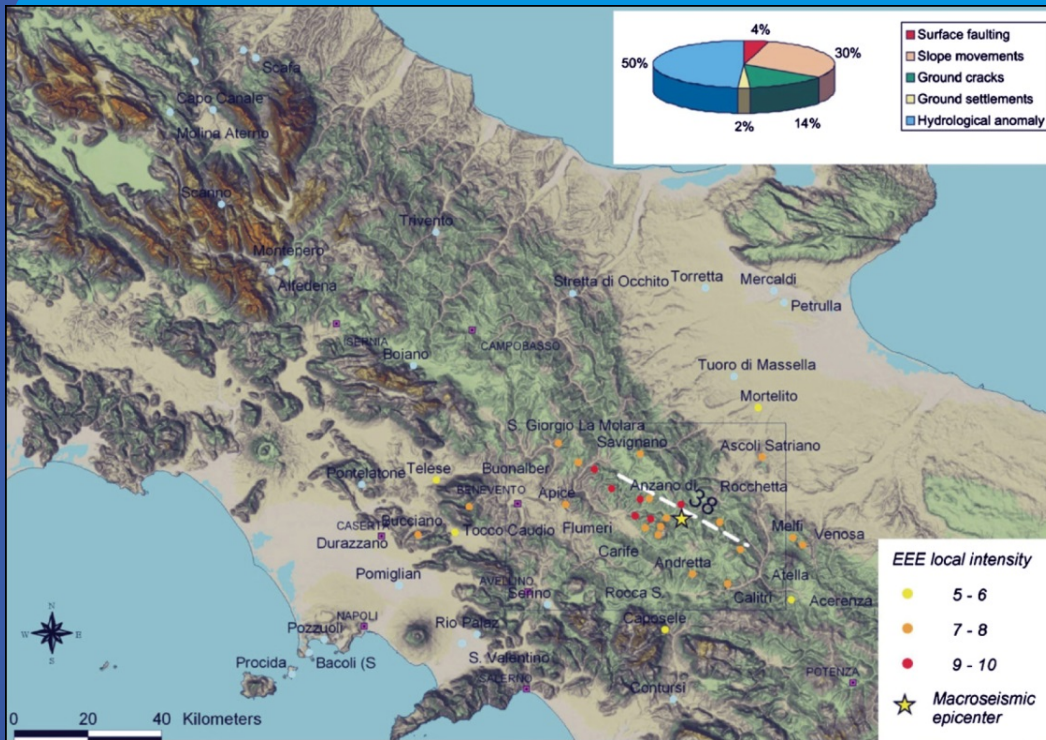 4%
30%
50%
2%
14%
Surface faulting
Slope movements
Ground cracks
Ground settlements
Hydrological anomaly
Scafa
Capo Canale
Molina Aterno
Scanno
Trivento
Montenero
Alfedena
Stretta di Occhito
Torretta
Mercaldi
Petrulla
SERNIA
CAMPOBASSO
Boiano
Tuoro di Massella
Mortelito
S. Giorgio La Molara
Savignano
Ascoli Satriano
Pontelatone
Telese
Buonalber
Anzano di
Rocchetta
38
BENEVENTO
Apice
CASERTA
Bucciano
Tocco Caudio
Flumeri
Melfi
Venosa
Durazzano
Carife
Pomiglian
AVELLINO
Andretta
Atella
Serino
Rocca S.
Calitri
Acerenza
NAPOLI
Pozzuoli
Rio Palaz
Caposele
Procida
Bacoli (S
S. Valentino
POTENZA
SALERNO
Contursi
N
W
E
S
0 20 40 Kilometers
EEE local intensity
5 - 6
7 - 8
9 - 10
Macroseismic
epicenter